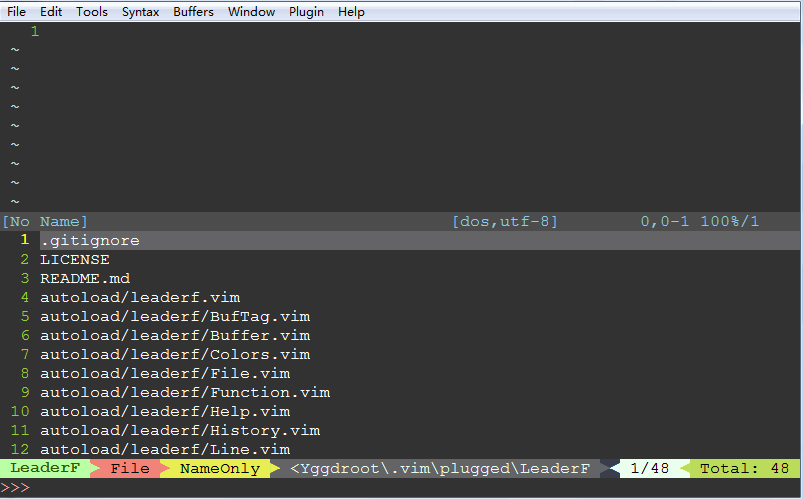 File Edit Tools Syntax Buffers Window Plugin Help
1
~
~
~
~
~
~
~
~
~
[No Name] [dos,utf-8] 0,0-1 100%/1
1 .gitignore
2 LICENSE
3 README.md
4 autoload/leaderf.vim
5 autoload/leaderf/BufTag.vim
6 autoload/leaderf/Buffer.vim
7 autoload/leaderf/Colors.vim
8 autoload/leaderf/File.vim
9 autoload/leaderf/Function.vim
10 autoload/leaderf/Help.vim
11 autoload/leaderf/History.vim
12 autoload/leaderf/Line.vim
LeaderF File NameOnly <Yggdroot\.vim\plugged\LeaderF 1/48 Total: 48
>>>